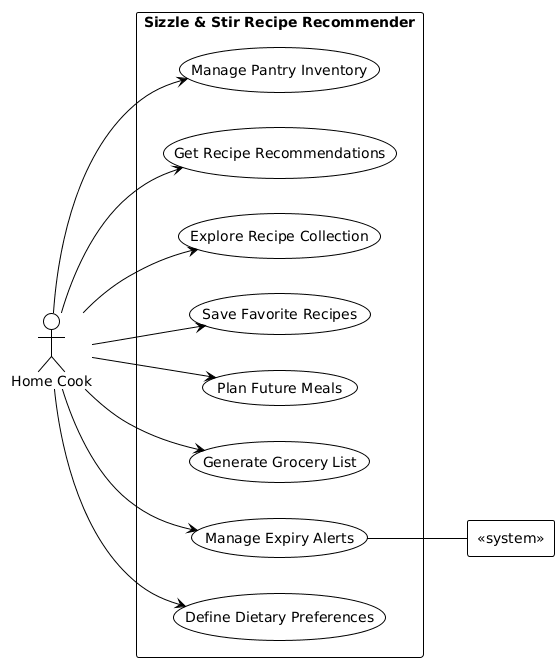 Sizzle & Stir Recipe Recommender
Manage Pantry Inventory
Get Recipe Recommendations
Explore Recipe Collection
Save Favorite Recipes
Home Cook
Plan Future Meals
Generate Grocery List
Manage Expiry Alerts
«system»
Define Dietary Preferences